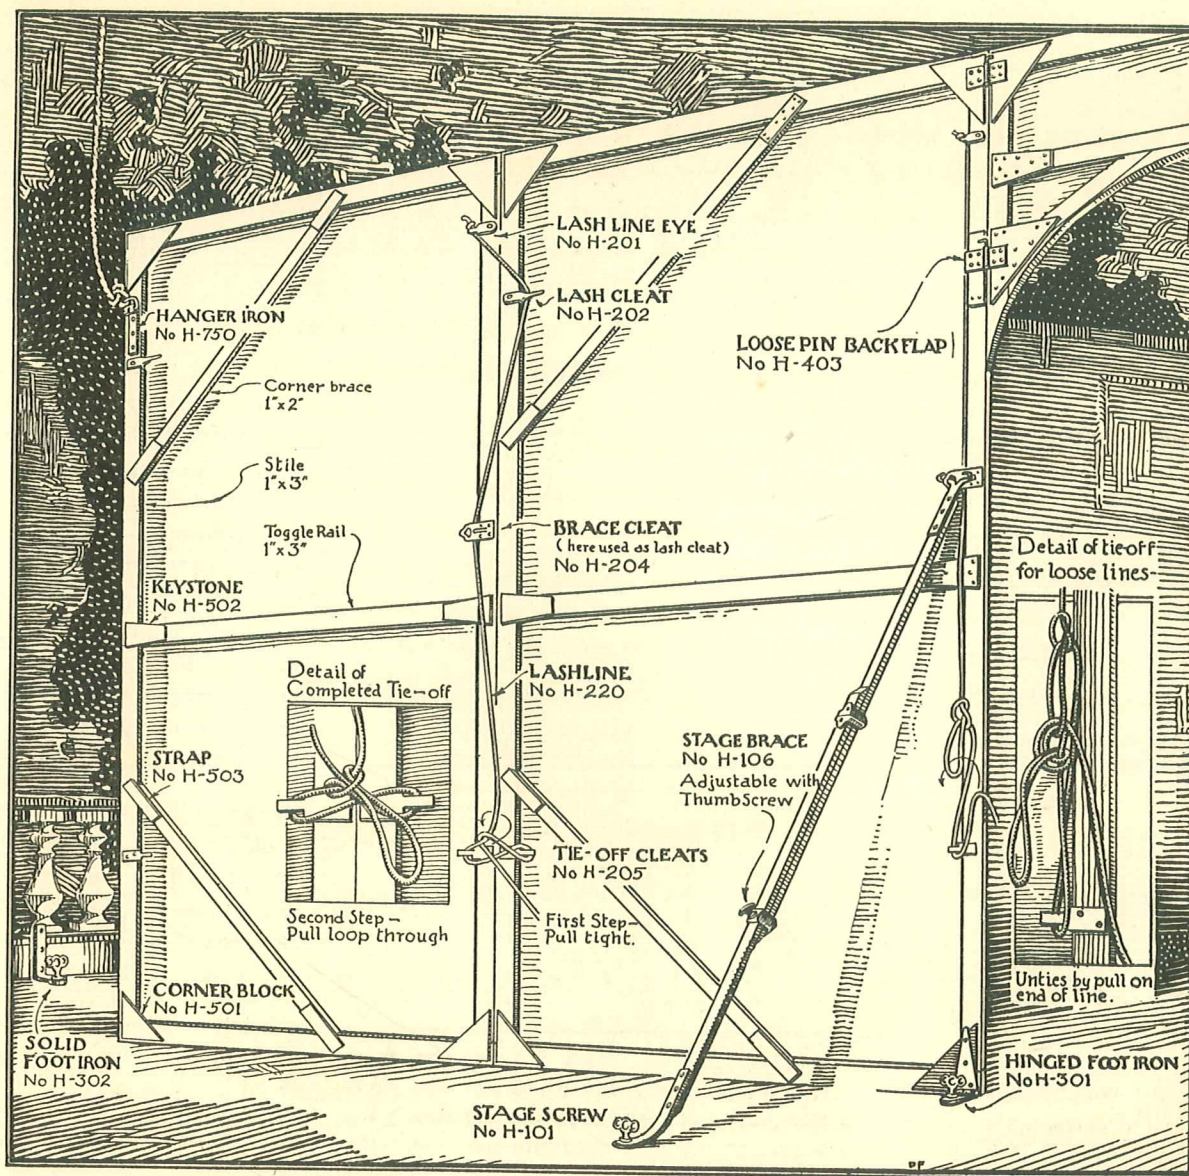 LASH LINE EYE
No H-201
HANGER IRON
No H-750
LASH CLEAT
No H-202
LOOSE PIN BACK FLAP
No H-403
Corner brace
1"x2"
Stile
1"x3"
Toggle Rail
1"x3"
BRACE CLEAT
(here used as lash cleat)
No H-204
Detail of tie-off
for loose lines-
KEYSTONE
No H-502
Detail of
Completed Tie-off
LASHLINE
No H-220
STRAP
No H-503
STAGE BRACE
No H-106
Adjustable with
ThumbScrew
TIE-OFF CLEATS
No H-205
Second Step-
Pull loop through
First Step-
Pull tight.
Unties by pull on
end of line.
CORNER BLOCK
No H-501
SOLID
FOOT IRON
No H-302
HINGED FOOT IRON
No H-301
STAGE SCREW
No H-101
DF